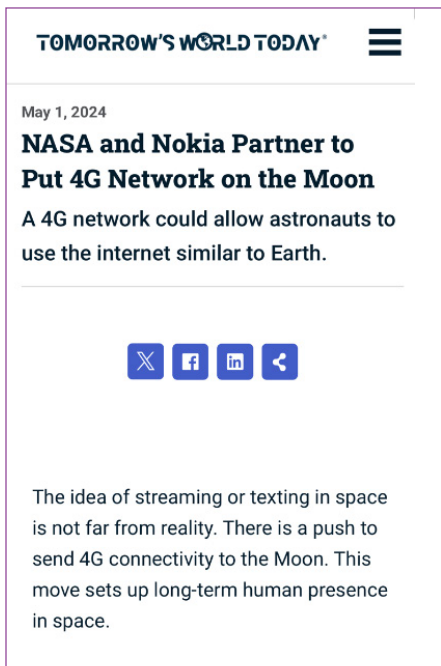 TOMORROW'S WORLD TODAY®
May 1, 2024
NASA and Nokia Partner to
Put 4G Network on the Moon
A 4G network could allow astronauts to
use the internet similar to Earth.
The idea of streaming or texting in space
is not far from reality. There is a push to
send 4G connectivity to the Moon. This
move sets up long-term human presence
in space.